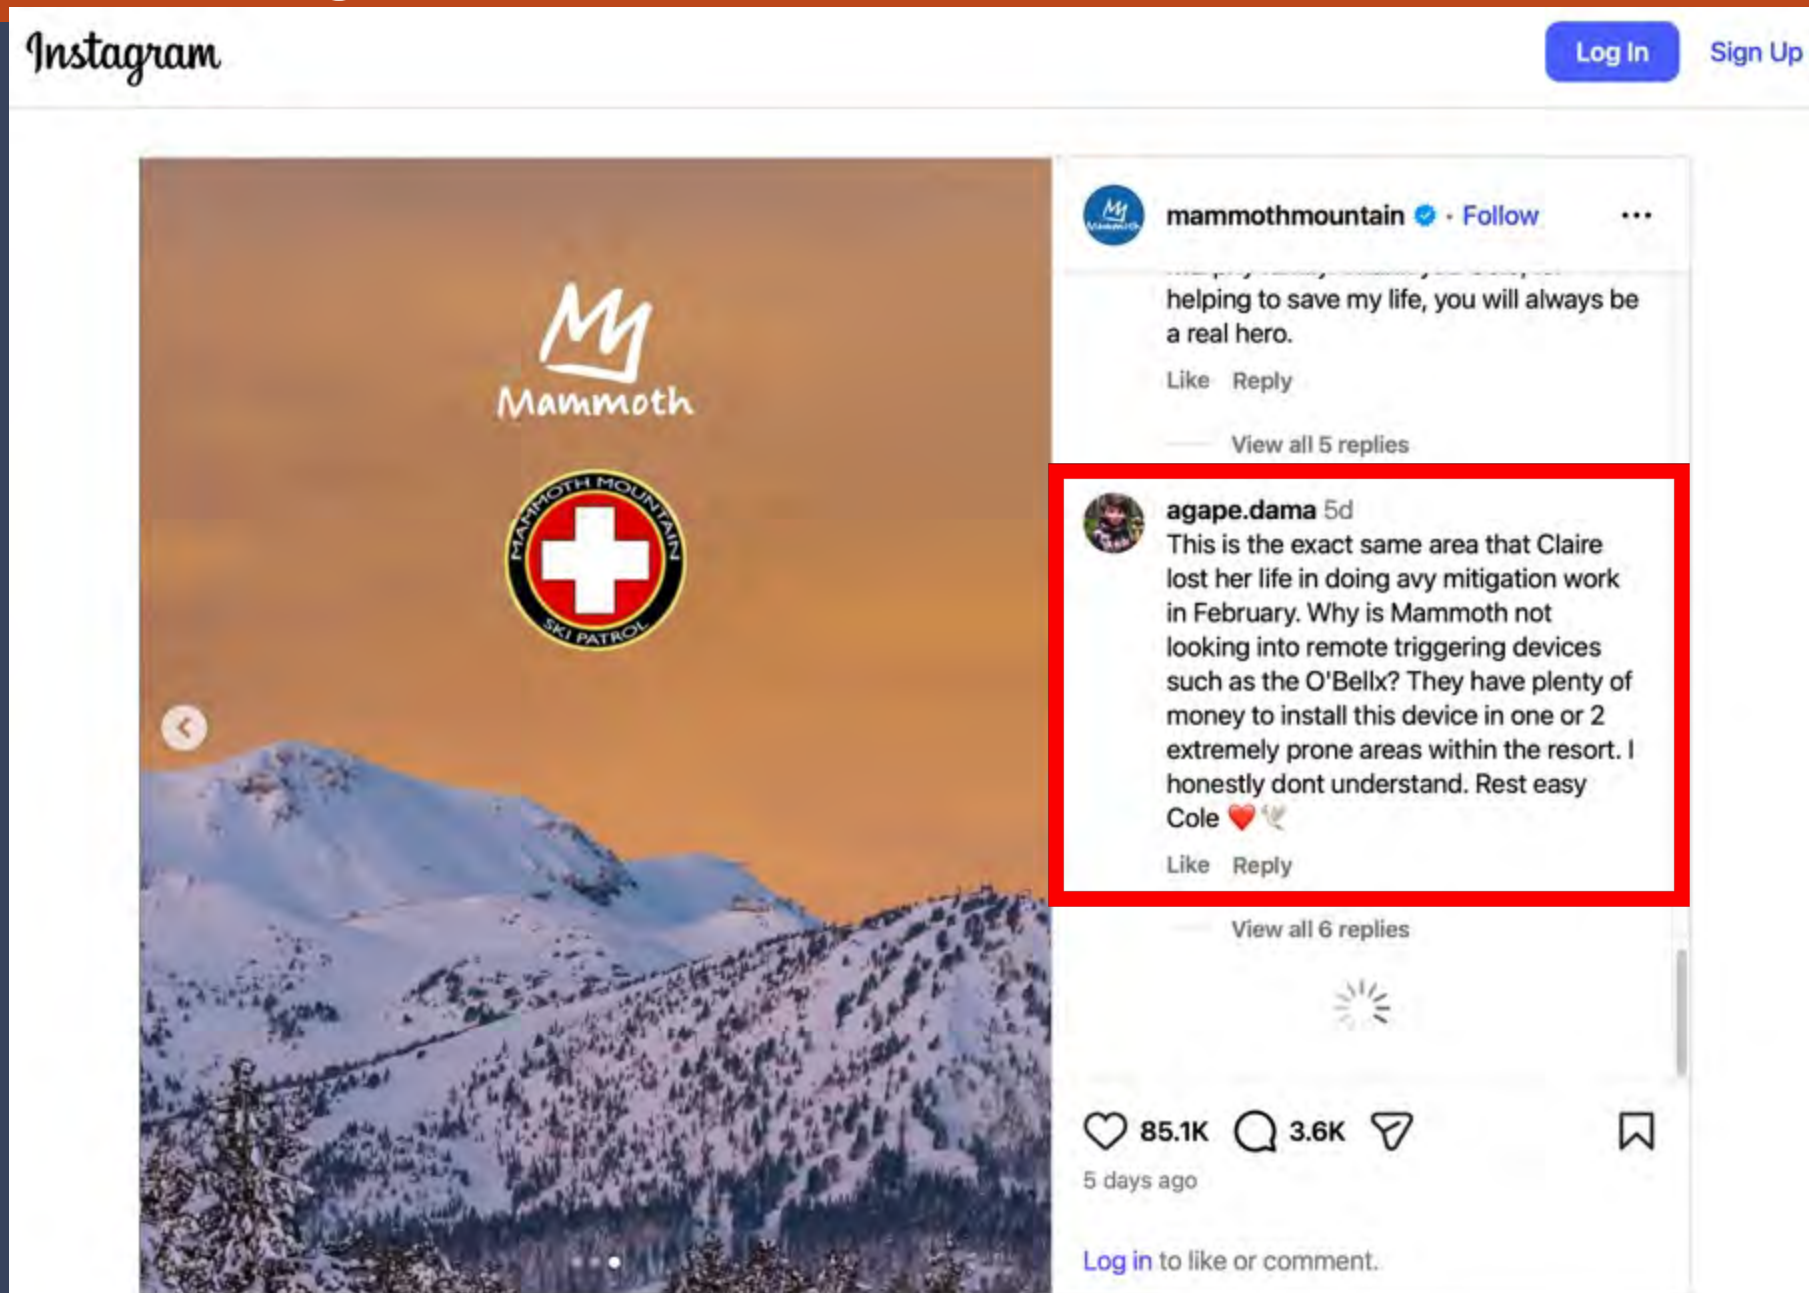 Instagram
Log In
Sign Up
Mammoth
MAMMOTH MOUNTAIN
SKI PATROL
Mammoth
mammothmountain • Follow
helping to save my life, you will always be
a real hero.
Like Reply
View all 5 replies
agape.dama 5d
This is the exact same area that Claire
lost her life in doing avy mitigation work
in February. Why is Mammoth not
looking into remote triggering devices
such as the O'Bellx? They have plenty of
money to install this device in one or 2
extremely prone areas within the resort. I
honestly dont understand. Rest easy
Cole ❤️🕊️
Like Reply
View all 6 replies
85.1K 3.6K
5 days ago
Log in to like or comment.